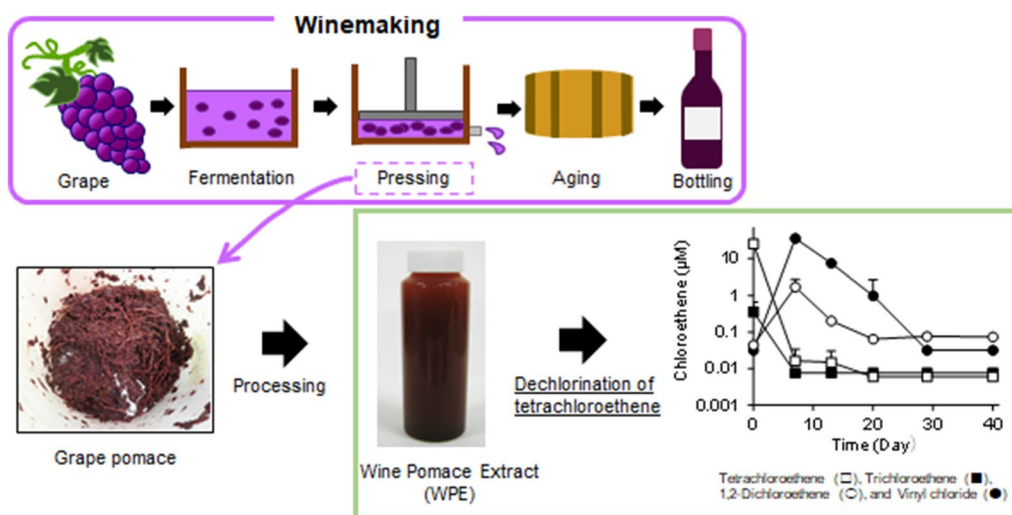 Winemaking
Grape
Fermentation
Pressing
Aging
Bottling
Grape pomace
Processing
Wine Pomace Extract
(WPE)
Dechlorination of
tetrachloroethene
Chloroethene (µM)
10
1
0.1
0.01
0.001
0 10 20 30 40
Time (Day)
Tetrachloroethene (□), Trichloroethene (■),
1,2-Dichloroethene (○), and Vinyl chloride (●)